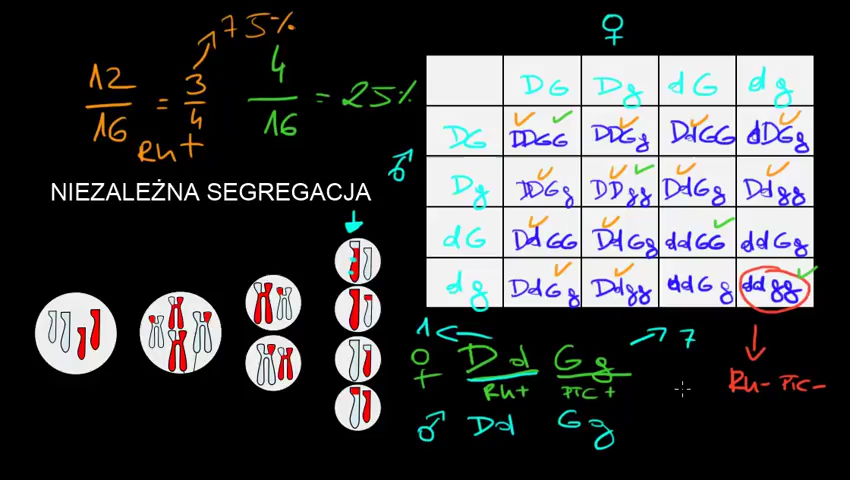 75%
12/16 = 3/4
Rh+
4/16 = 25%
NIEZALEŻNA SEGREGACJA
♀
DG Dg dG dg
♂
DG DDGG DDGg DdGG dDGg
Dg DDGg DDgg DdGg Ddgg
dG DdGG DdGg ddGG ddGg
dg DdGg Ddgg ddGg ddgg
1 ← → 7
♀ Dd Gg
Rh+ PTC+
♂ Dd Gg
Rh- PTC-